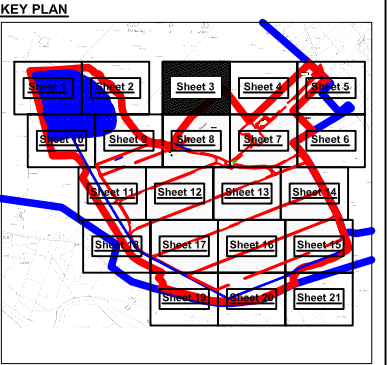 KEY PLAN
Sheet 1
Sheet 2
Sheet 3
Sheet 4
Sheet 5
Sheet 10
Sheet 9
Sheet 8
Sheet 7
Sheet 6
Sheet 11
Sheet 12
Sheet 13
Sheet 14
Sheet 18
Sheet 17
Sheet 16
Sheet 15
Sheet 19
Sheet 20
Sheet 21